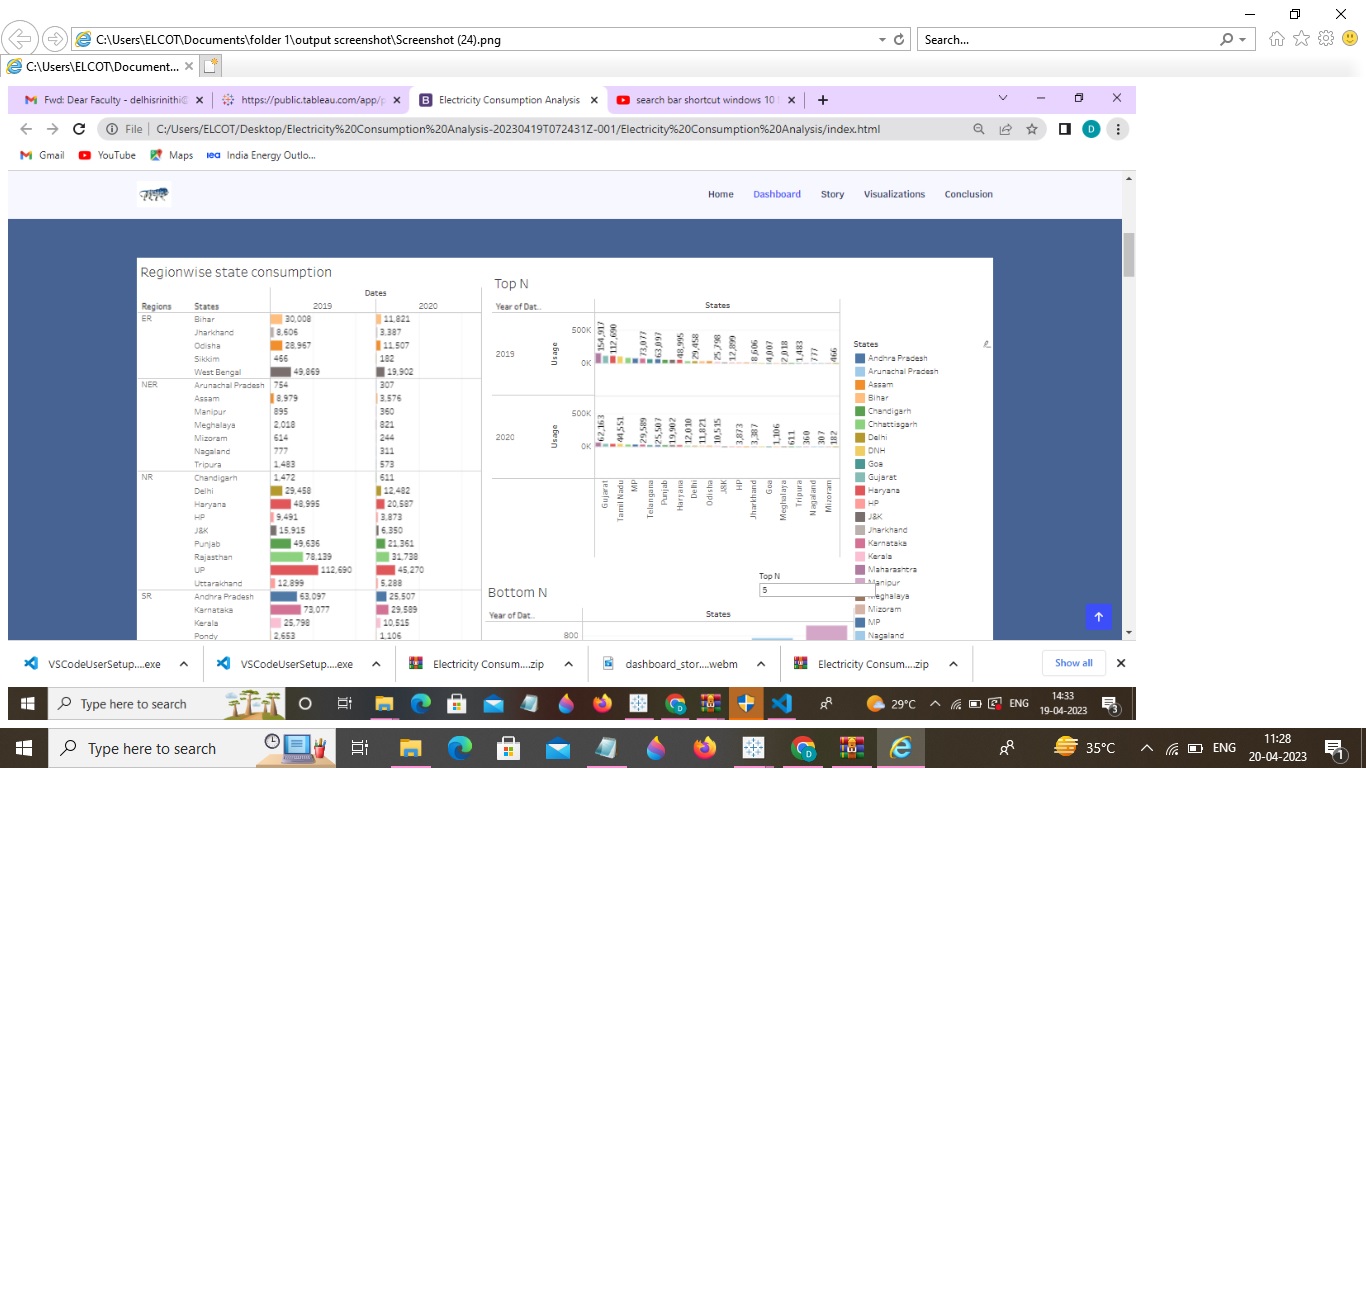 C:\Users\ELCOT\Documents\folder 1\output screenshot\Screenshot (24).png
Search...
C:\Users\ELCOT\Document...
Fwd: Dear Faculty - delhisrinithi
https://public.tableau.com/app/p
Electricity Consumption Analysis
search bar shortcut windows 10
File
C:/Users/ELCOT/Desktop/Electricity%20Consumption%20Analysis-20230419T072431Z-001/Electricity%20Consumption%20Analysis/index.html
D
Gmail
YouTube
Maps
iea India Energy Outlo...
Home
Dashboard
Story
Visualizations
Conclusion
Regionwise state consumption
Dates
Regions States 2019 2020
ER Bihar 30,008 11,821
Jharkhand 8,606 3,387
Odisha 28,967 11,507
Sikkim 466 182
West Bengal 49,869 19,902
NER Arunachal Pradesh 754 307
Assam 8,979 3,576
Manipur 895 360
Meghalaya 2,018 821
Mizoram 614 244
Nagaland 777 311
Tripura 1,483 573
NR Chandigarh 1,472 611
Delhi 29,458 12,482
Haryana 48,995 20,587
HP 9,491 3,873
J&K 15,915 6,350
Punjab 49,636 21,361
Rajasthan 78,139 31,738
UP 112,690 45,270
Uttarakhand 12,899 5,288
SR Andhra Pradesh 63,097 25,507
Karnataka 73,077 29,589
Kerala 25,798 10,515
Pondy 2,653 1,106
Top N
Year of Dat..
States
2019
Usage
500K
0K
154,917
112,690
73,077
63,097
48,995
29,458
25,798
12,899
8,606
4,007
2,018
1,483
777
466
2020
Usage
500K
0K
62,163
44,551
29,589
25,507
19,902
12,010
11,821
10,515
3,873
3,387
1,106
611
360
307
182
Gujarat
Tamil Nadu
MP
Telangana
Punjab
Haryana
Delhi
Odisha
J&K
HP
Jharkhand
Goa
Meghalaya
Tripura
Nagaland
Mizoram
Top N
5
Bottom N
Year of Dat..
States
800
States
Andhra Pradesh
Arunachal Pradesh
Assam
Bihar
Chandigarh
Chhattisgarh
Delhi
DNH
Goa
Gujarat
Haryana
HP
J&K
Jharkhand
Karnataka
Kerala
Maharashtra
Manipur
Meghalaya
Mizoram
MP
Nagaland
VSCodeUserSetup....exe
VSCodeUserSetup....exe
Electricity Consum....zip
dashboard_stor....webm
Electricity Consum....zip
Show all
Type here to search
29°C
ENG
14:33
19-04-2023
3
Type here to search
35°C
ENG
11:28
20-04-2023
1